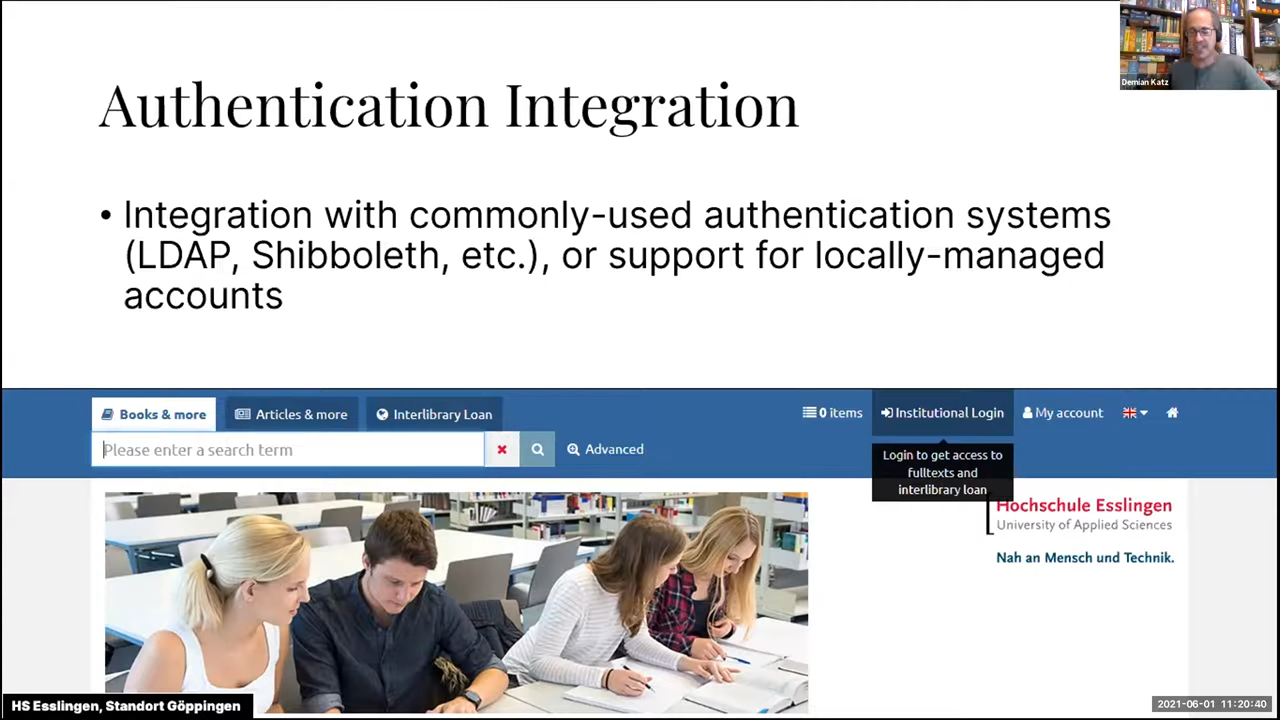 Demian Katz
Authentication Integration
• Integration with commonly-used authentication systems
(LDAP, Shibboleth, etc.), or support for locally-managed
accounts
Books & more
Articles & more
Interlibrary Loan
0 items
Institutional Login
My account
Please enter a search term
Advanced
Login to get access to
fulltexts and
interlibrary loan
Hochschule Esslingen
University of Applied Sciences
Nah an Mensch und Technik.
HS Esslingen, Standort Göppingen
2021-06-01 11:20:40